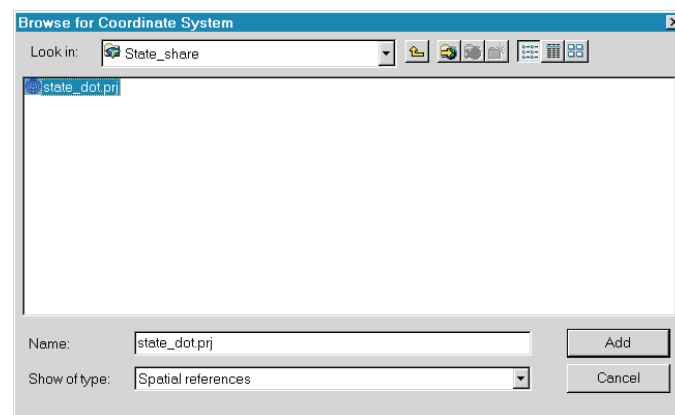 Browse for Coordinate System
Look in: State_share
state_dot.prj
Name: state_dot.prj Add
Show of type: Spatial references Cancel